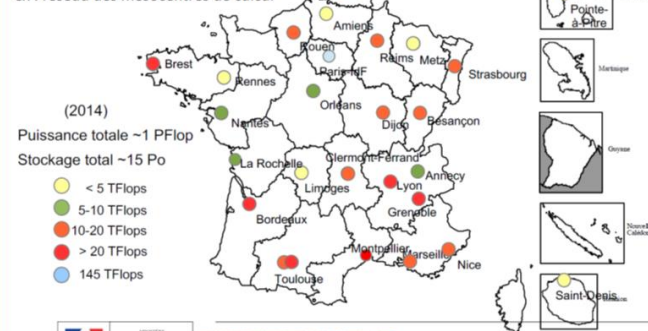 Pointe-
à-Pitre
Amiens
Rouen
Reims
Metz
Paris-IdF
Brest
Strasbourg
Martinique
Rennes
Orléans
(2014)
Nantes
Dijon
Besançon
Puissance totale ~1 PFlop
Stockage total ~15 Po
Guyane
La Rochelle
Clermont-Ferrand
Annecy
Limoges
Lyon
< 5 TFlops
5-10 TFlops
Grenoble
Bordeaux
10-20 TFlops
> 20 TFlops
Montpellier
Marseille
Nice
145 TFlops
Toulouse
Saint-Denis